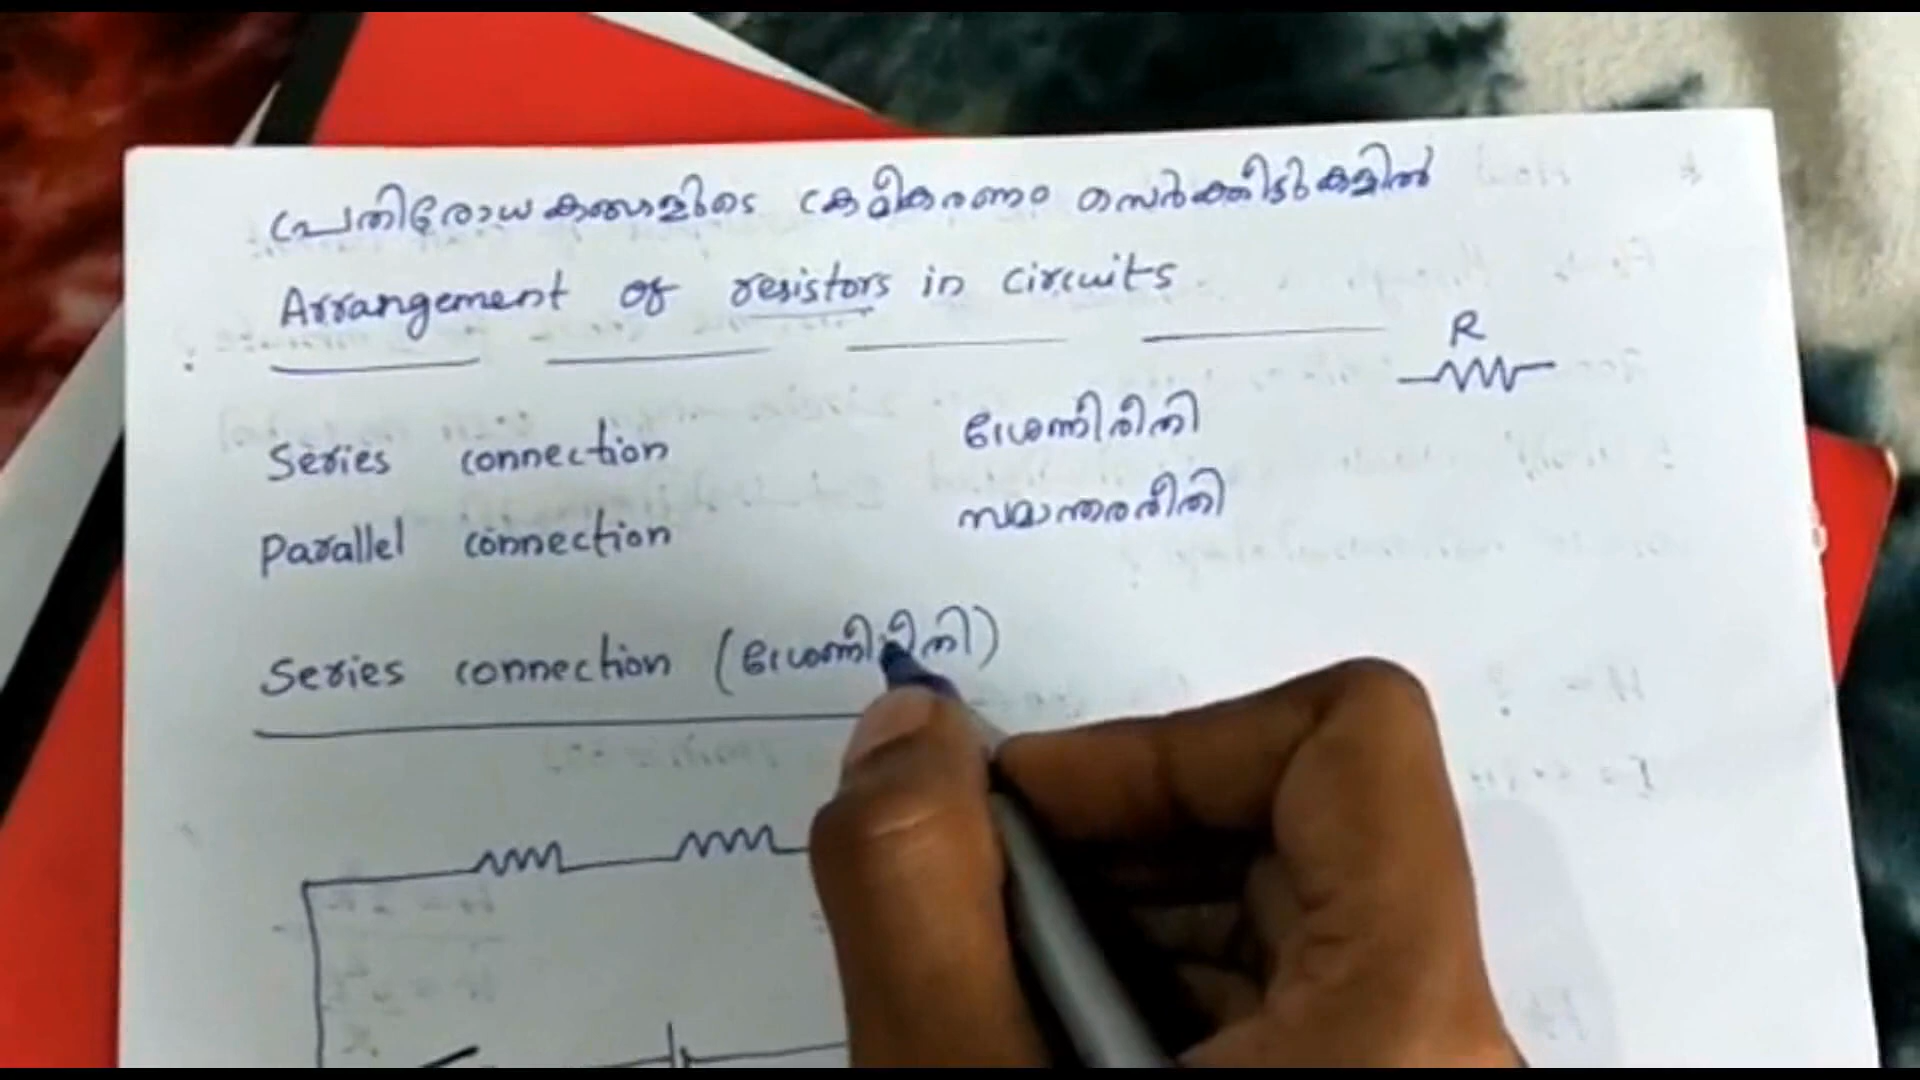 പ്രതിരോധകങ്ങളുടെ ക്രമീകരണം സെർക്കീട്ടുകളിൽ
Arrangement of resistors in circuits
R
Series connection ശ്രേണീരീതി
Parallel connection സമാന്തരരീതി
Series connection (ശ്രേണീരീതി)